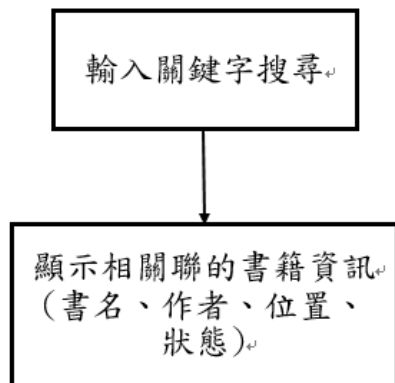 輸入關鍵字搜尋
顯示相關聯的書籍資訊
(書名、作者、位置、
狀態)